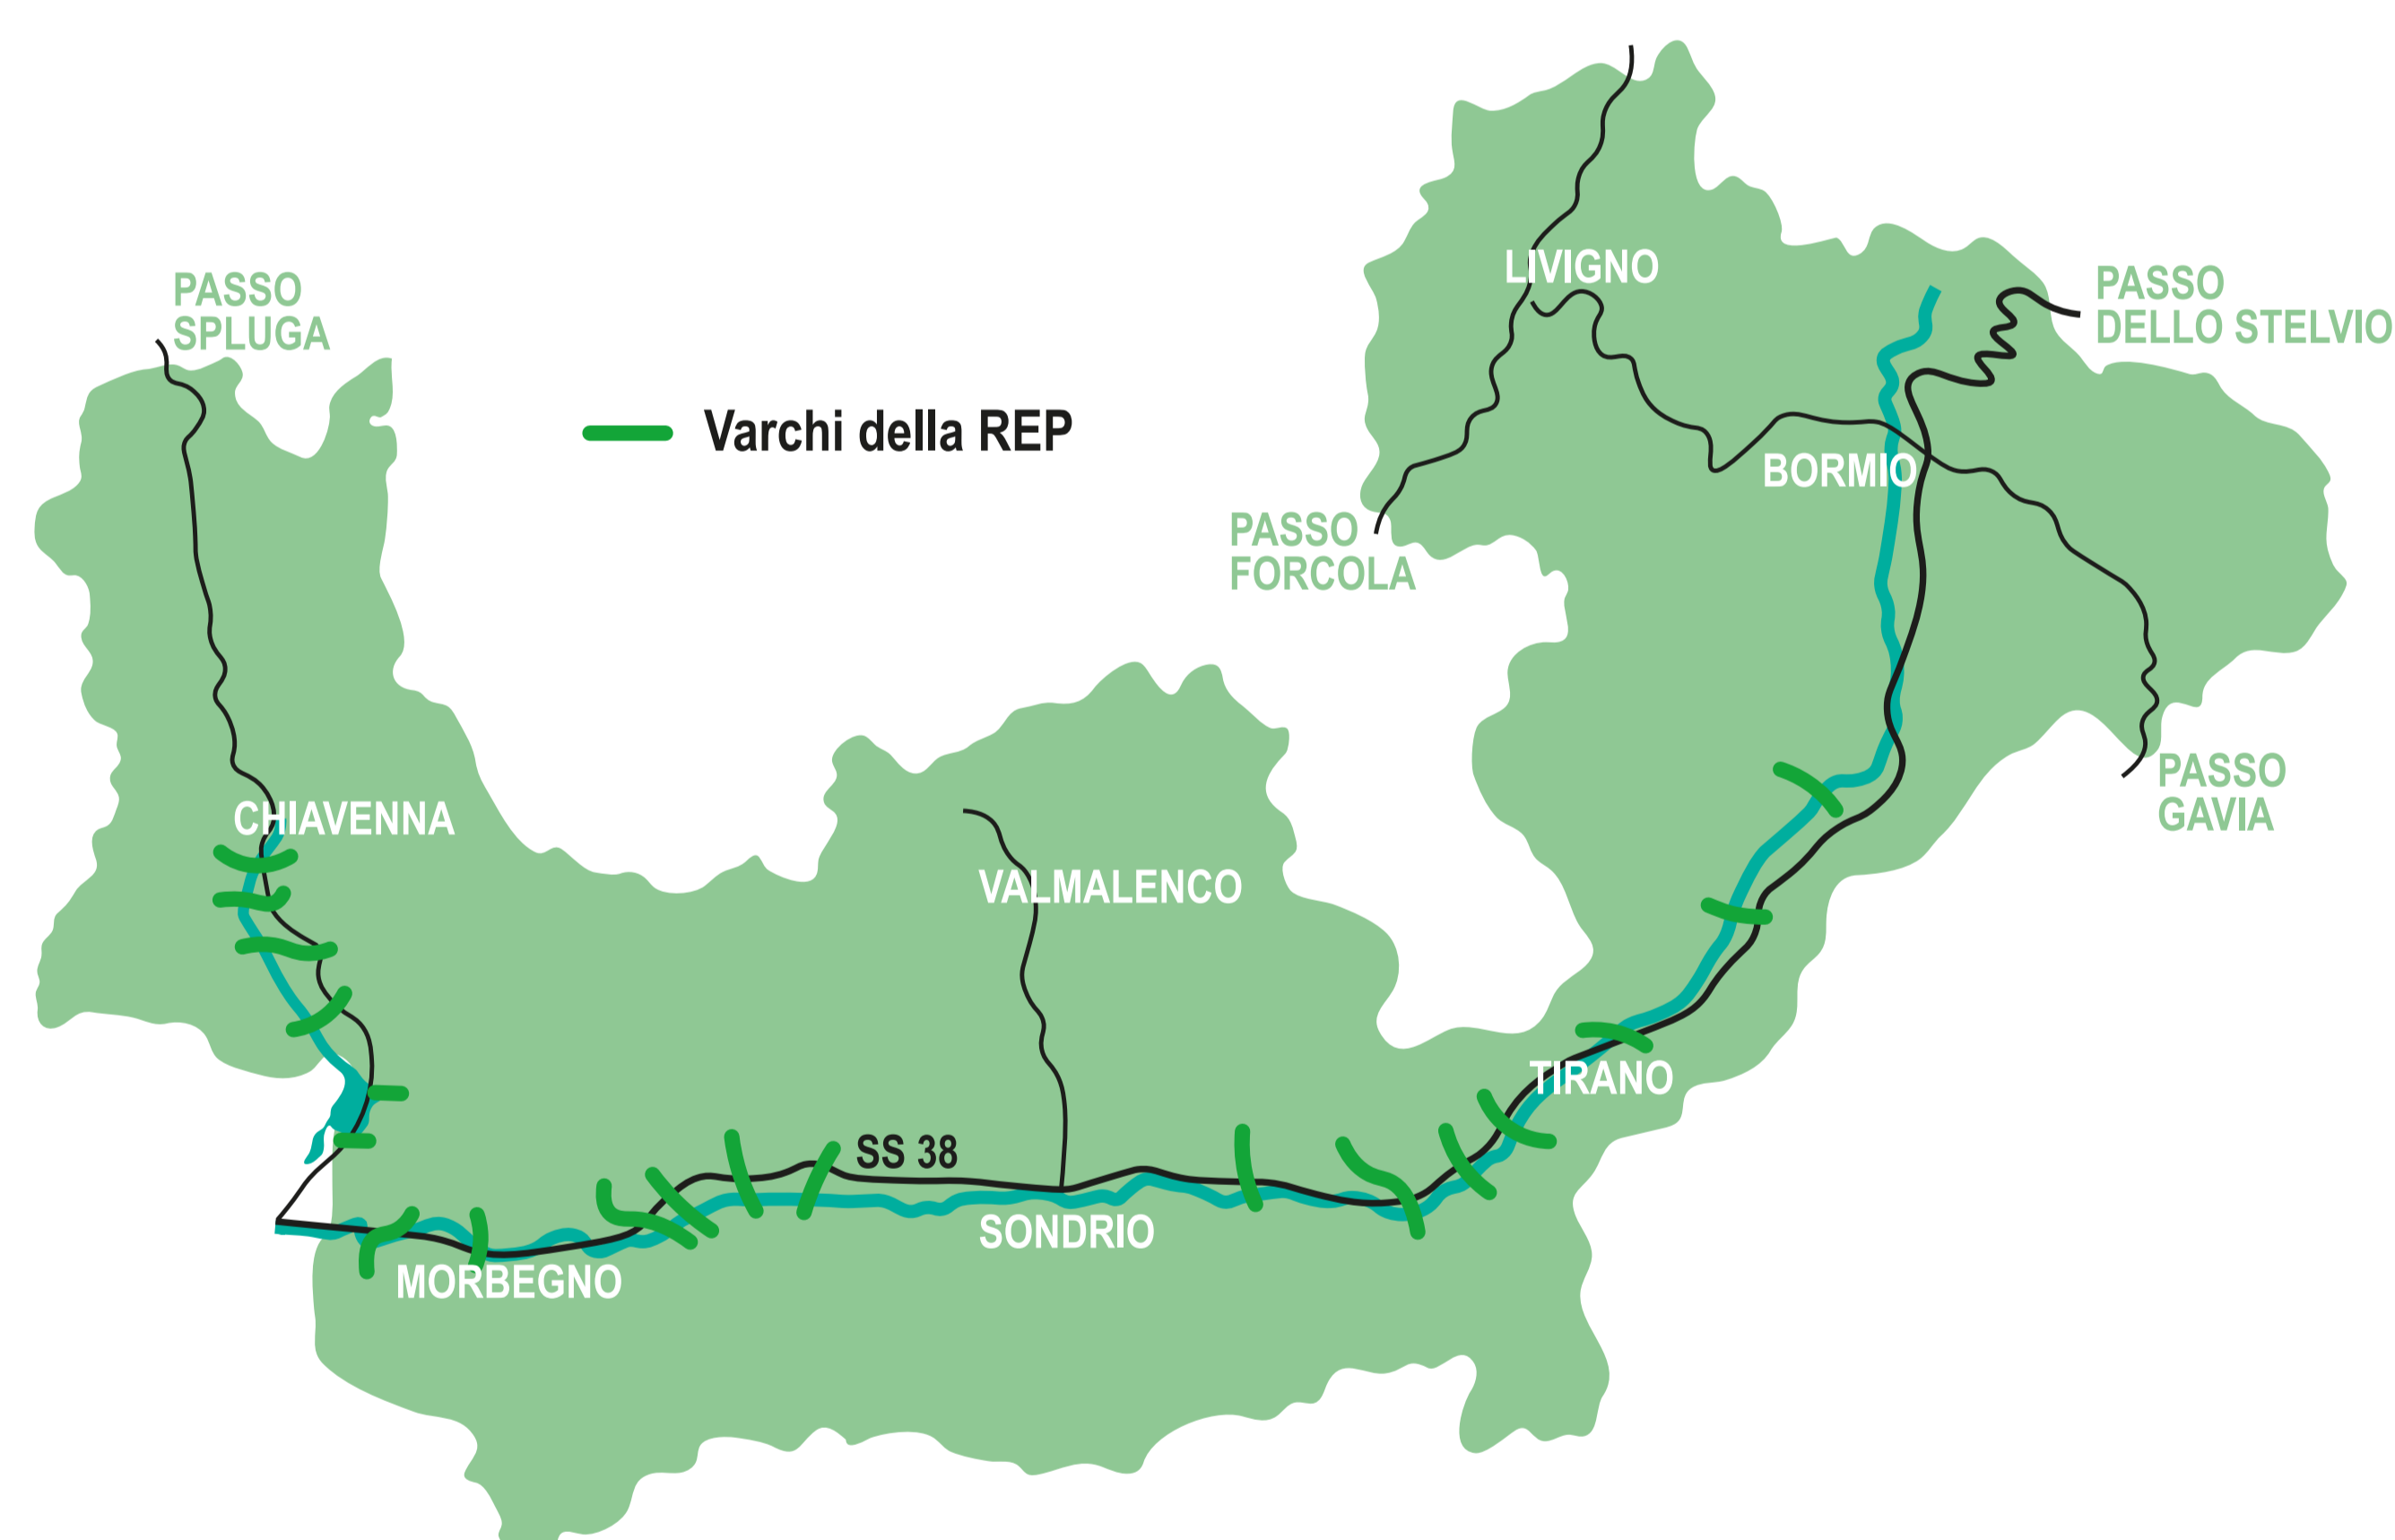 LIVIGNO
PASSO
SPLUGA
PASSO
DELLO STELVIO
Varchi della REP
BORMIO
PASSO
FORCOLA
CHIAVENNA
PASSO
GAVIA
VALMALENCO
TIRANO
SS 38
SONDRIO
MORBEGNO